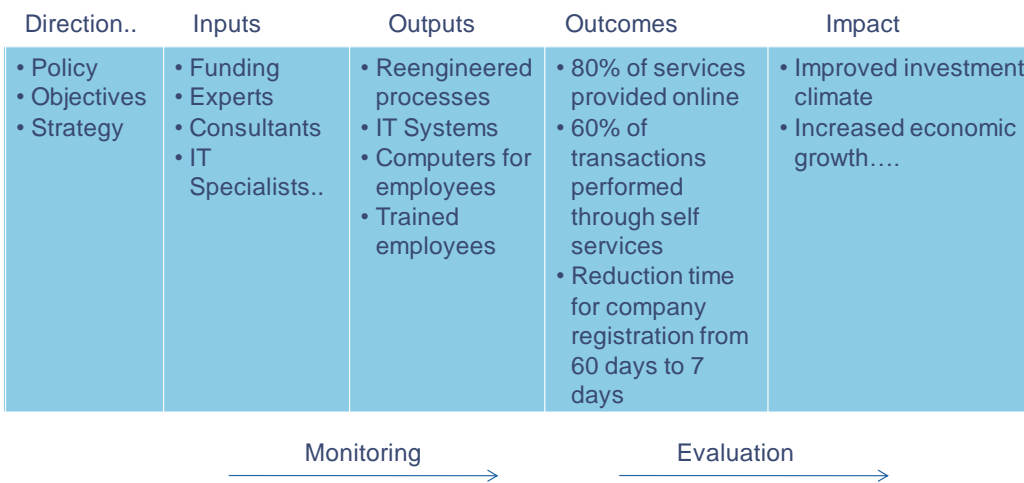 Direction..
Inputs
Outputs
Outcomes
Impact
• Policy
• Objectives
• Strategy
• Funding
• Experts
• Consultants
• IT
Specialists..
• Reengineered
processes
• IT Systems
• Computers for
employees
• Trained
employees
• 80% of services
provided online
• 60% of
transactions
performed
through self
services
• Reduction time
for company
registration from
60 days to 7
days
• Improved investment
climate
• Increased economic
growth….
Monitoring
Evaluation